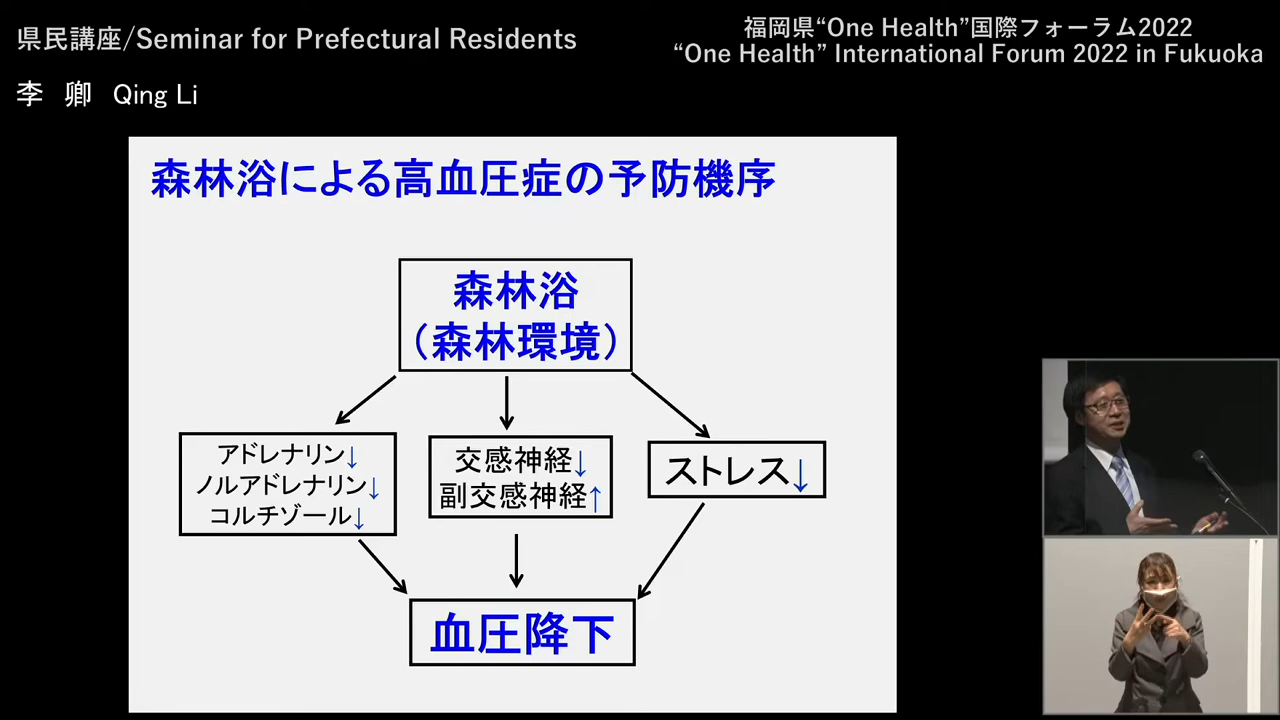 県民講座/Seminar for Prefectural Residents
福岡県“One Health”国際フォーラム2022
“One Health” International Forum 2022 in Fukuoka
李 卿 Qing Li
森林浴による高血圧症の予防機序
森林浴
（森林環境）
アドレナリン↓
ノルアドレナリン↓
コルチゾール↓
交感神経↓
副交感神経↑
ストレス↓
血圧降下